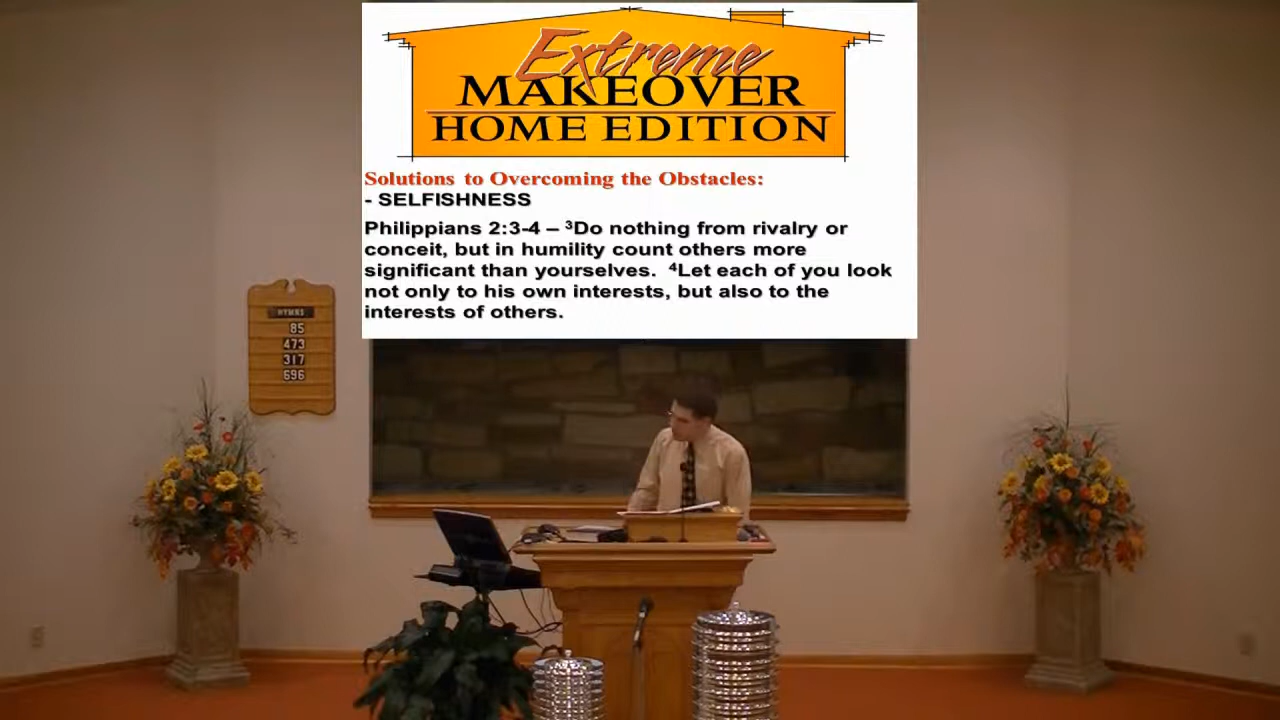 Extreme
MAKEOVER
HOME EDITION
Solutions to Overcoming the Obstacles:
- SELFISHNESS
Philippians 2:3-4 – ³Do nothing from rivalry or
conceit, but in humility count others more
significant than yourselves. ⁴Let each of you look
not only to his own interests, but also to the
interests of others.
HYMNS
85
473
317
696